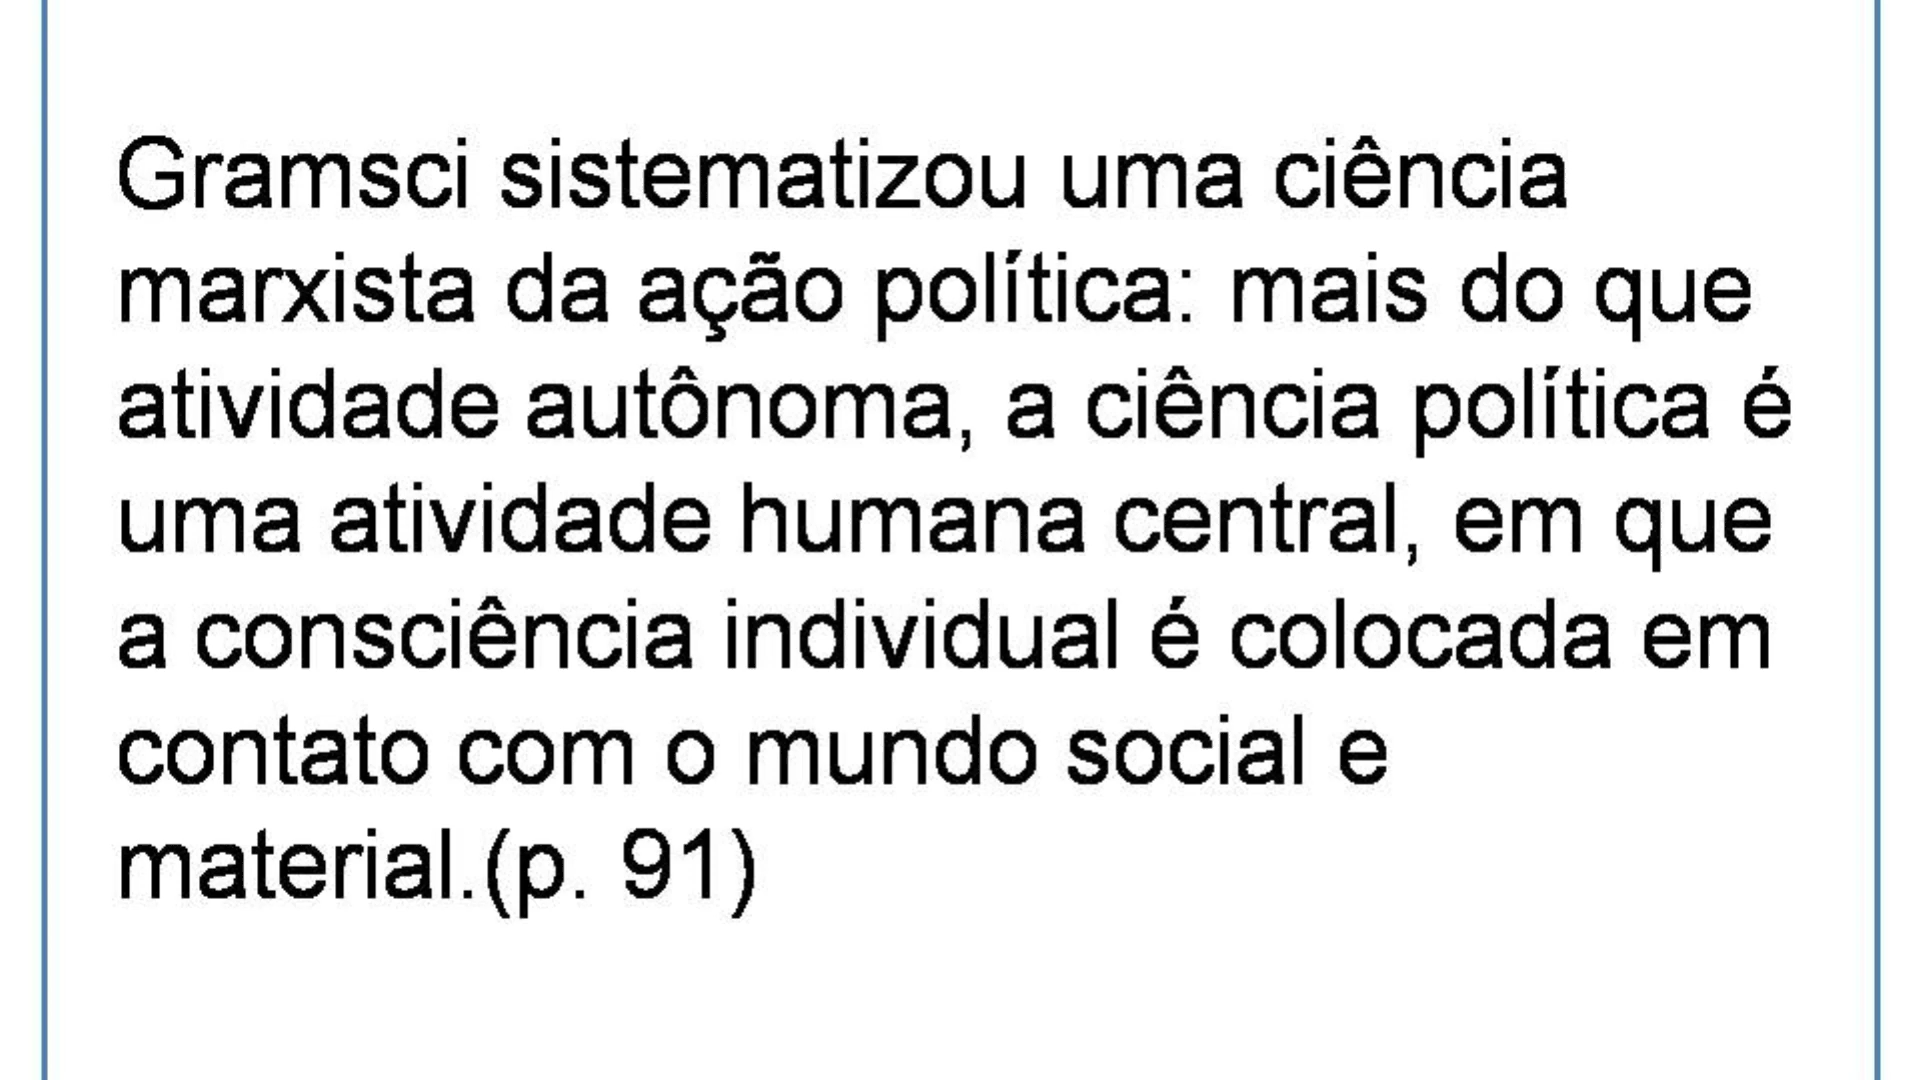 Gramsci sistematizou uma ciência
marxista da ação política: mais do que
atividade autônoma, a ciência política é
uma atividade humana central, em que
a consciência individual é colocada em
contato com o mundo social e
material.(p. 91)